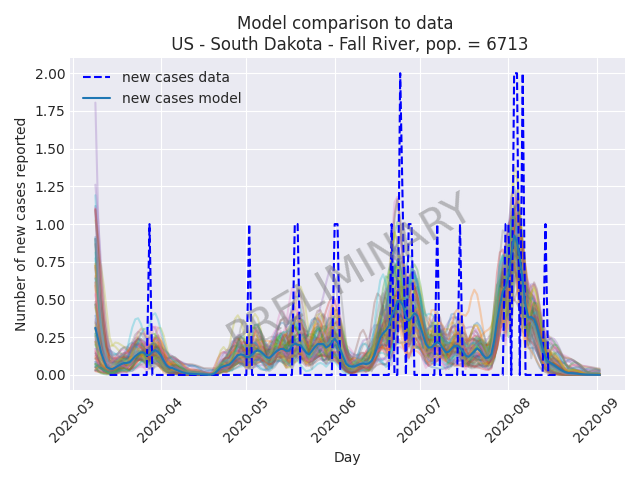 Model comparison to data
US - South Dakota - Fall River, pop. = 6713
new cases data
new cases model
Number of new cases reported
2.00
1.75
1.50
1.25
1.00
0.75
0.50
0.25
0.00
PRELIMINARY
2020-03
2020-04
2020-05
2020-06
2020-07
2020-08
2020-09
Day